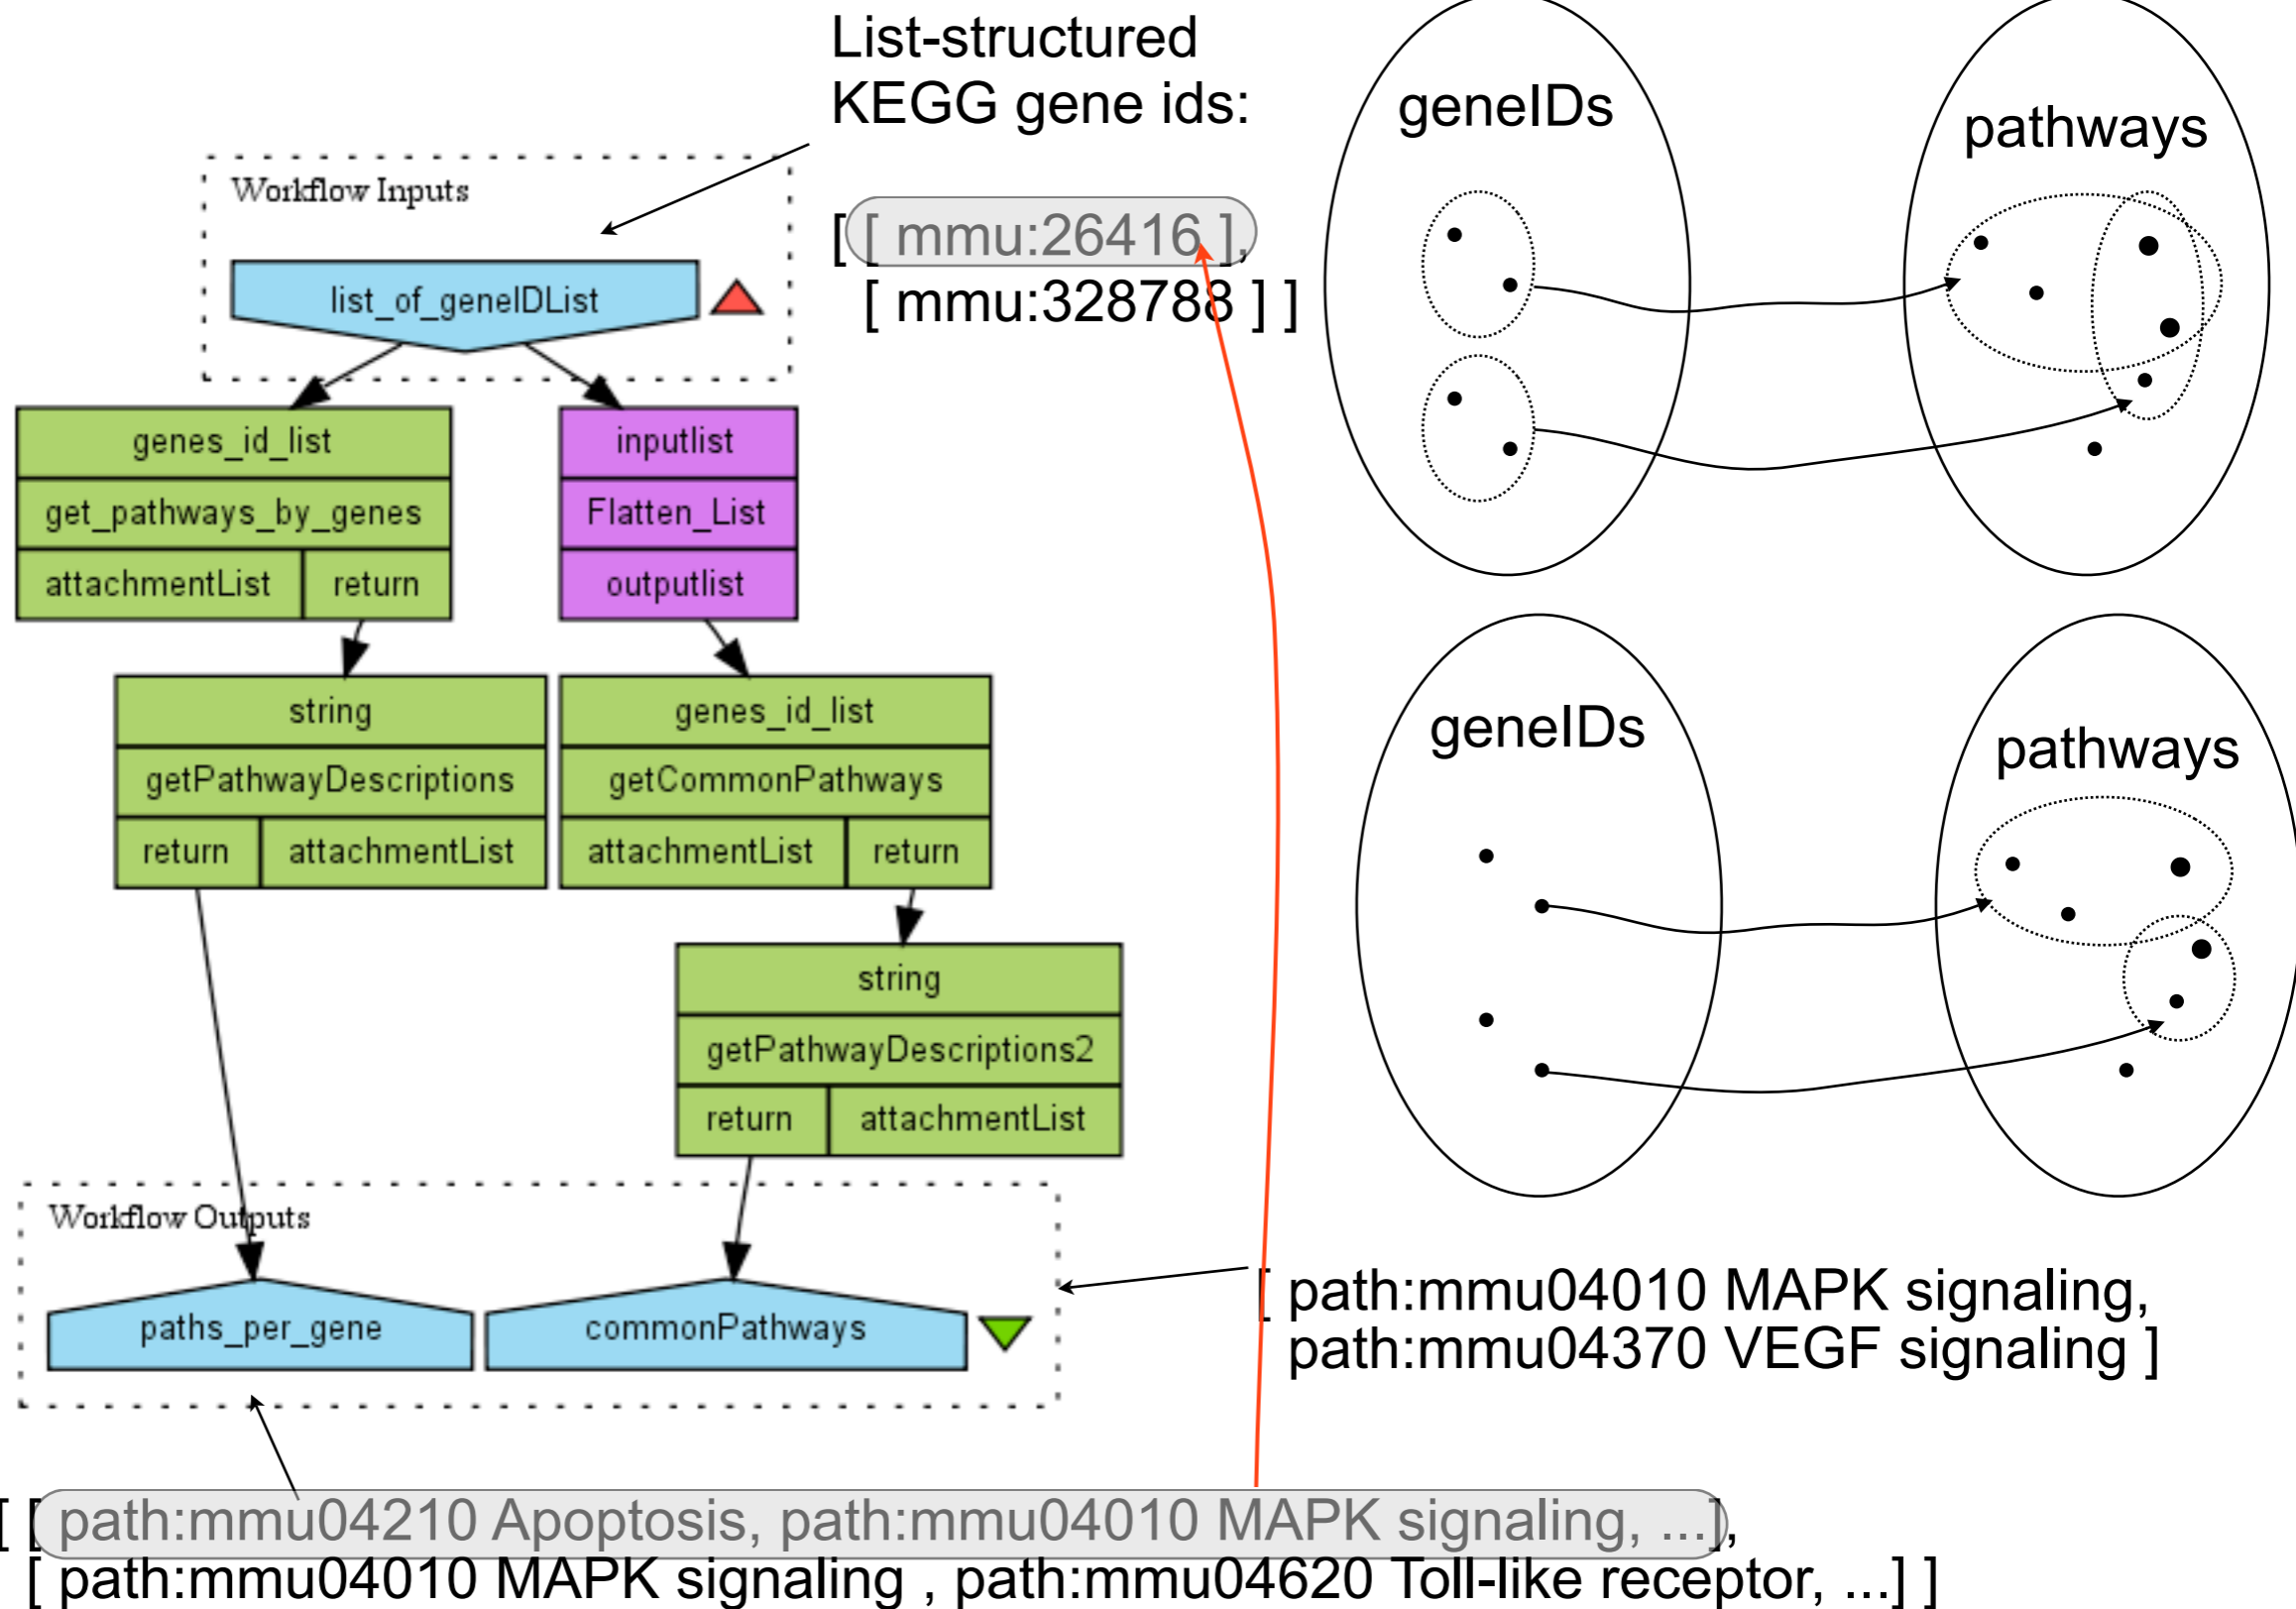 List-structured
KEGG gene ids:
[ [ mmu:26416 ],
[ mmu:328788 ] ]
Workflow Inputs
list_of_geneIDList
genes_id_list
get_pathways_by_genes
attachmentList return
inputlist
Flatten_List
outputlist
string
getPathwayDescriptions
return attachmentList
genes_id_list
getCommonPathways
attachmentList return
string
getPathwayDescriptions2
return attachmentList
Workflow Outputs
paths_per_gene
commonPathways
geneIDs
pathways
geneIDs
pathways
[ path:mmu04010 MAPK signaling,
path:mmu04370 VEGF signaling ]
[ [ path:mmu04210 Apoptosis, path:mmu04010 MAPK signaling, ...],
[ path:mmu04010 MAPK signaling , path:mmu04620 Toll-like receptor, ...] ]